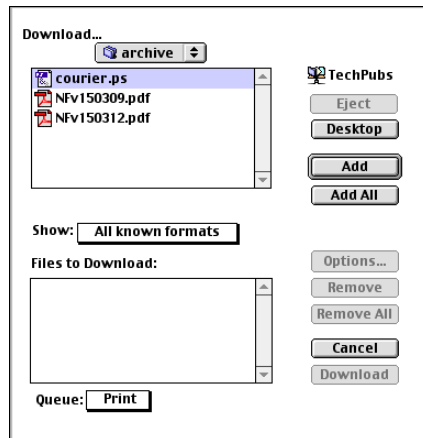 Download...
archive
courier.ps
NFv150309.pdf
NFv150312.pdf
TechPubs
Eject
Desktop
Add
Add All
Show: All known formats
Files to Download:
Options...
Remove
Remove All
Cancel
Download
Queue: Print